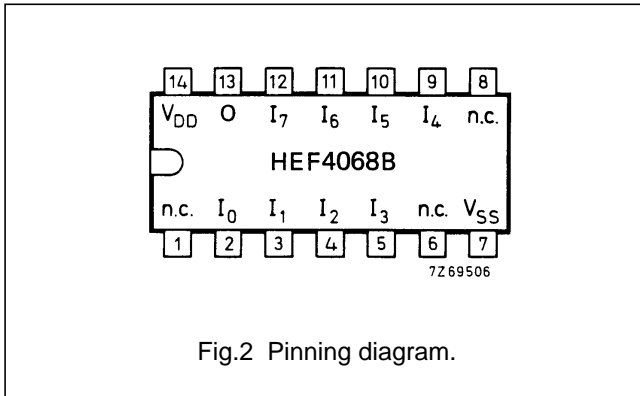 14 13 12 11 10 9 8
V_DD O I_7 I_6 I_5 I_4 n.c.
HEF4068B
n.c. I_0 I_1 I_2 I_3 n.c. V_SS
1 2 3 4 5 6 7
7Z69506
Fig.2 Pinning diagram.